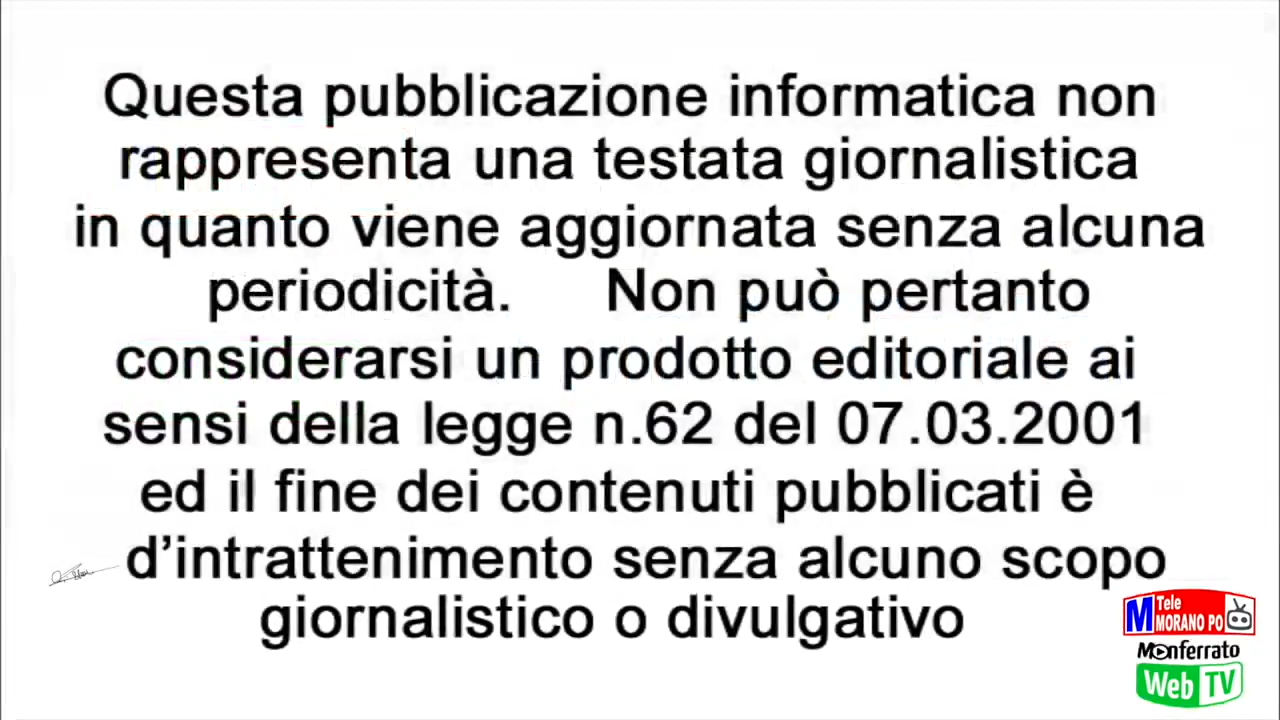 Questa pubblicazione informatica non
rappresenta una testata giornalistica
in quanto viene aggiornata senza alcuna
periodicità. Non può pertanto
considerarsi un prodotto editoriale ai
sensi della legge n.62 del 07.03.2001
ed il fine dei contenuti pubblicati è
d’intrattenimento senza alcuno scopo
giornalistico o divulgativo
M Tele
MORANO PO
Monferrato
Web TV